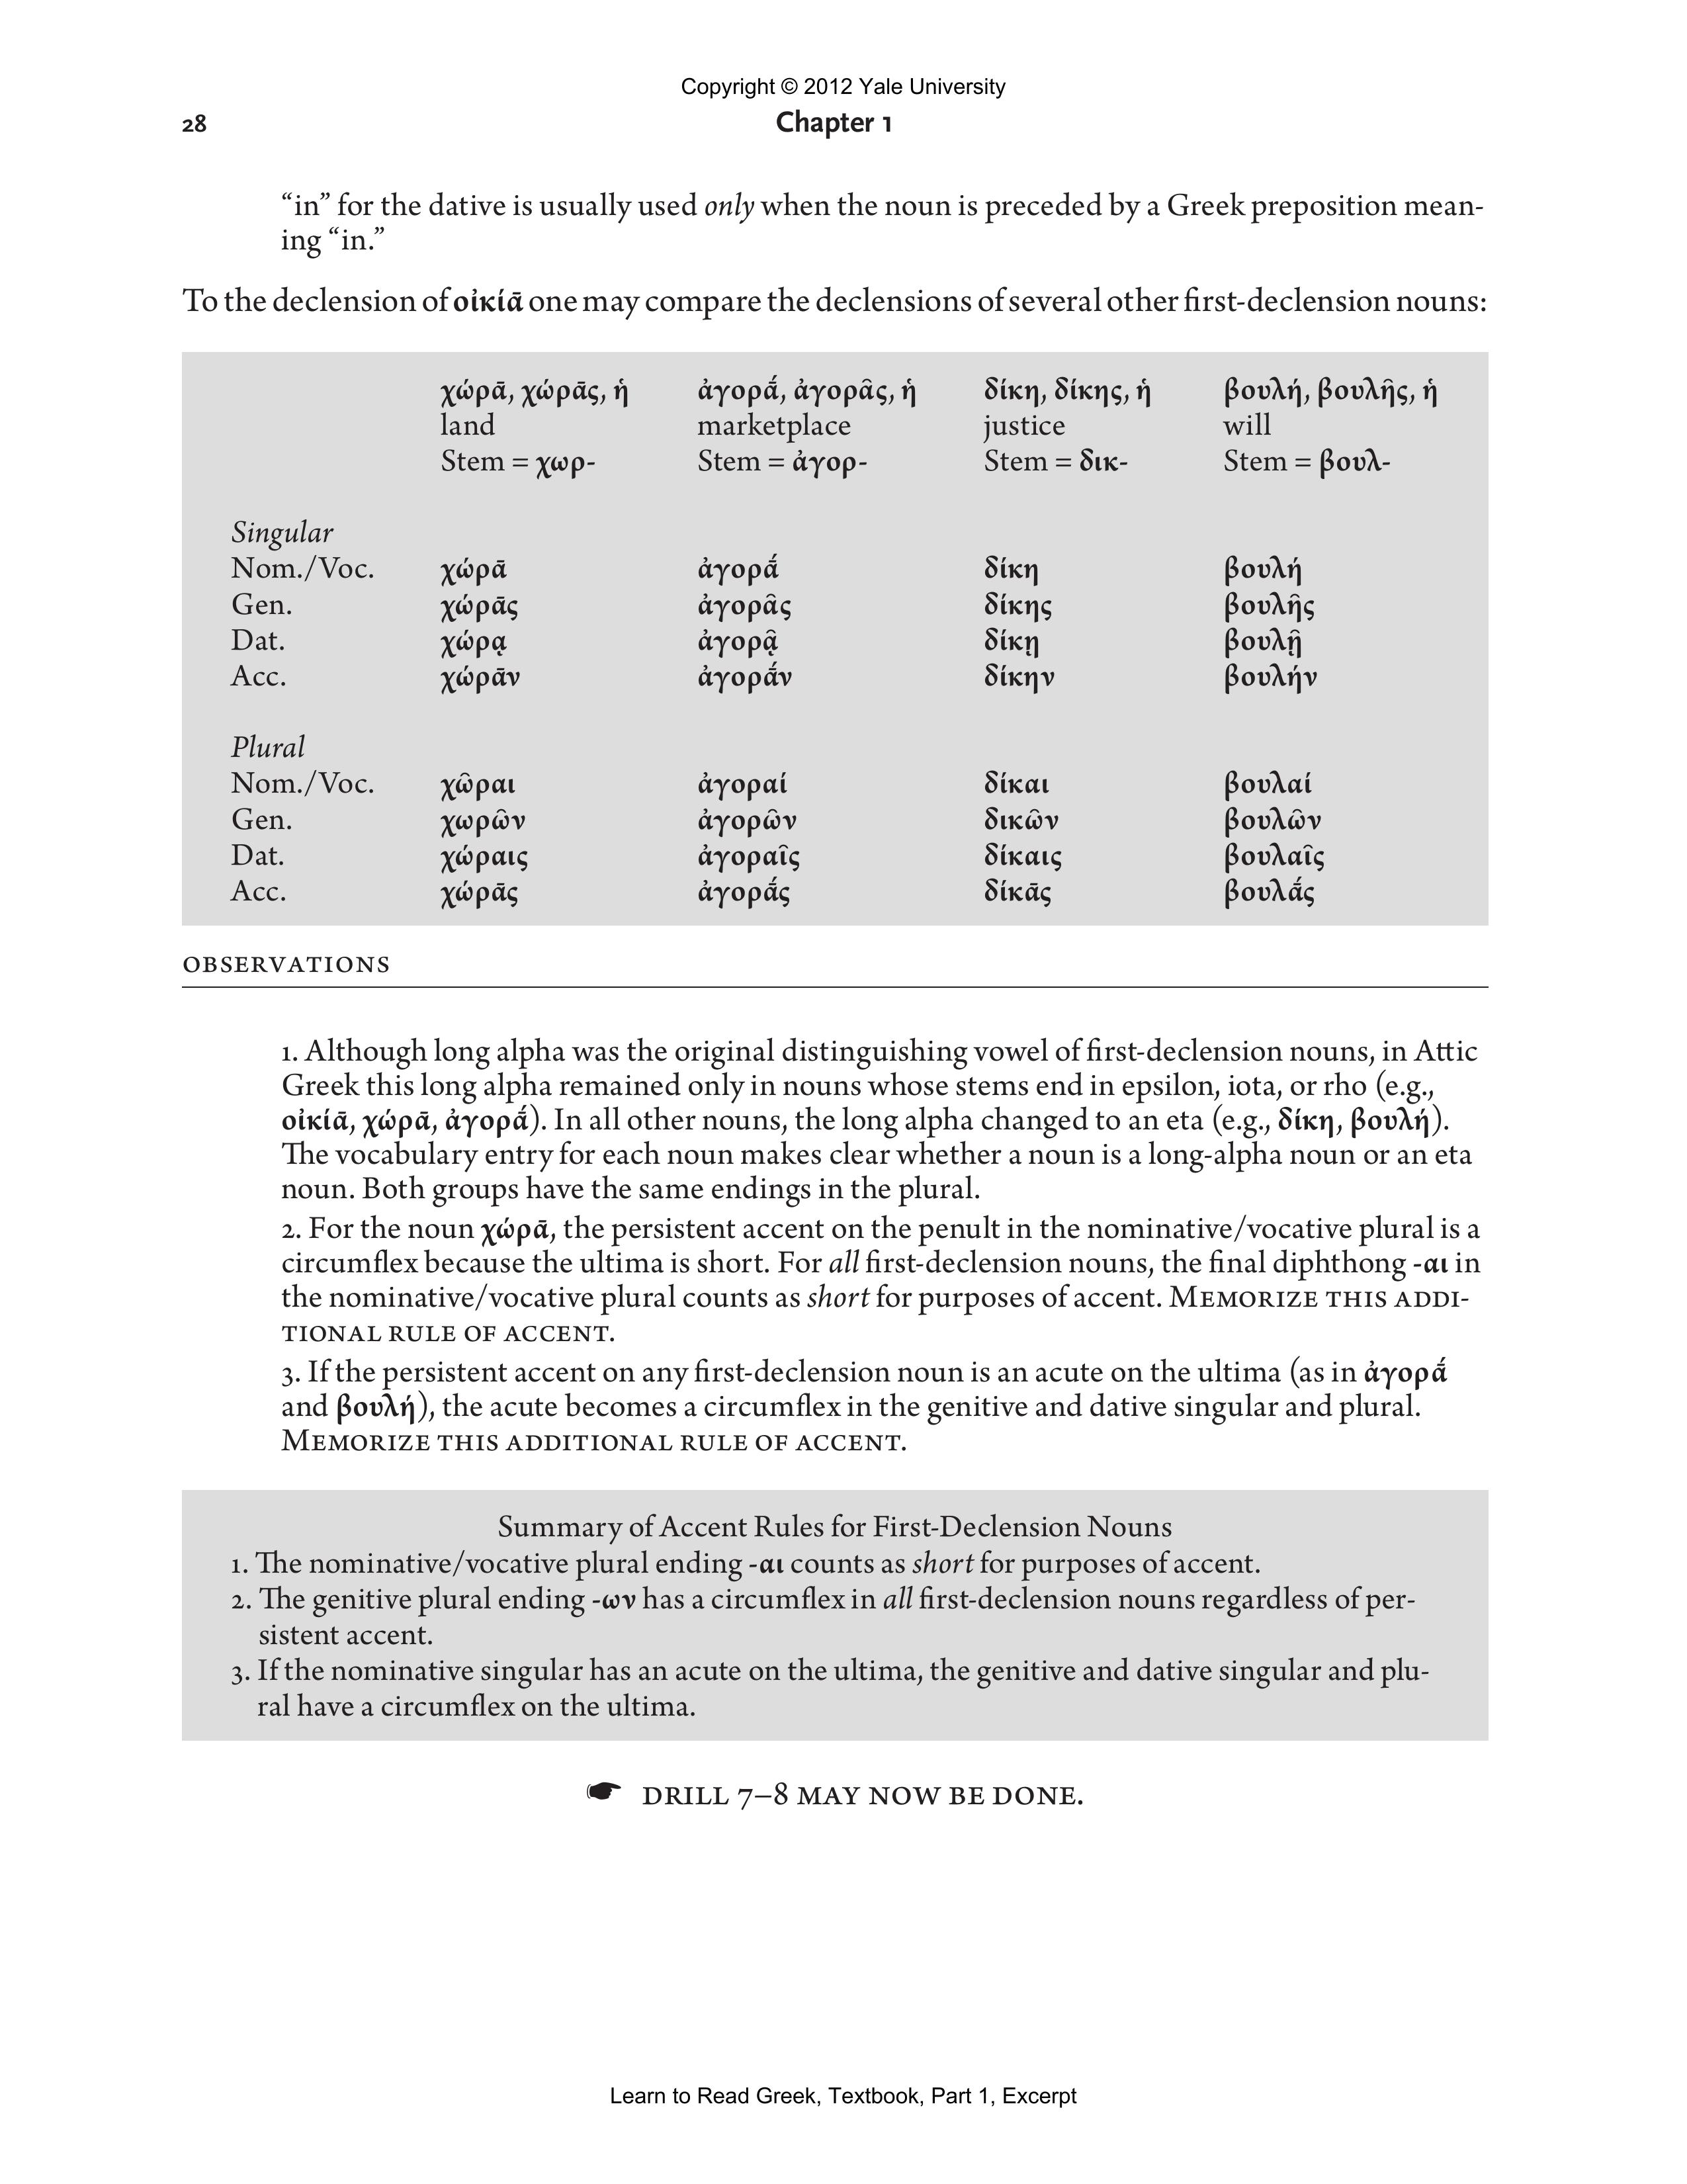 Copyright © 2012 Yale University
28 Chapter 1
“in” for the dative is usually used only when the noun is preceded by a Greek preposition mean-
ing “in.”
To the declension of οἰκίᾱ one may compare the declensions of several other first-declension nouns:
χώρᾱ, χώρᾱς, ἡ ἀγορᾱ́, ἀγορᾶς, ἡ δίκη, δίκης, ἡ βουλή, βουλῆς, ἡ
land marketplace justice will
Stem = χωρ- Stem = ἀγορ- Stem = δικ- Stem = βουλ-
Singular
Nom./Voc. χώρᾱ ἀγορᾱ́ δίκη βουλή
Gen. χώρᾱς ἀγορᾶς δίκης βουλῆς
Dat. χώρᾳ ἀγορᾷ δίκῃ βουλῇ
Acc. χώρᾱν ἀγορᾱ́ν δίκην βουλήν
Plural
Nom./Voc. χῶραι ἀγοραί δίκαι βουλαί
Gen. χωρῶν ἀγορῶν δικῶν βουλῶν
Dat. χώραις ἀγοραῖς δίκαις βουλαῖς
Acc. χώρᾱς ἀγορᾱ́ς δίκᾱς βουλᾱ́ς
OBSERVATIONS
1. Although long alpha was the original distinguishing vowel of first-declension nouns, in Attic
Greek this long alpha remained only in nouns whose stems end in epsilon, iota, or rho (e.g.,
οἰκίᾱ, χώρᾱ, ἀγορᾱ́). In all other nouns, the long alpha changed to an eta (e.g., δίκη, βουλή).
The vocabulary entry for each noun makes clear whether a noun is a long-alpha noun or an eta
noun. Both groups have the same endings in the plural.
2. For the noun χώρᾱ, the persistent accent on the penult in the nominative/vocative plural is a
circumflex because the ultima is short. For all first-declension nouns, the final diphthong -αι in
the nominative/vocative plural counts as short for purposes of accent. MEMORIZE THIS ADDI-
TIONAL RULE OF ACCENT.
3. If the persistent accent on any first-declension noun is an acute on the ultima (as in ἀγορᾱ́
and βουλή), the acute becomes a circumflex in the genitive and dative singular and plural.
MEMORIZE THIS ADDITIONAL RULE OF ACCENT.
Summary of Accent Rules for First-Declension Nouns
1. The nominative/vocative plural ending -αι counts as short for purposes of accent.
2. The genitive plural ending -ων has a circumflex in all first-declension nouns regardless of per-
sistent accent.
3. If the nominative singular has an acute on the ultima, the genitive and dative singular and plu-
ral have a circumflex on the ultima.
☛ DRILL 7–8 MAY NOW BE DONE.
Learn to Read Greek, Textbook, Part 1, Excerpt